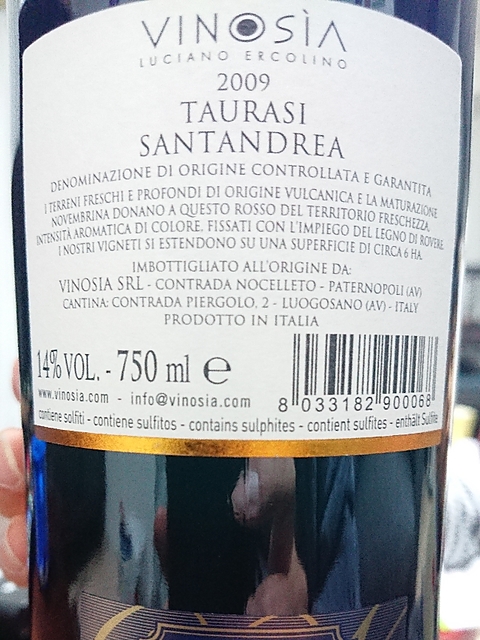 VINOSÌA
LUCIANO ERCOLINO
2009
TAURASI
SANTANDREA
DENOMINAZIONE DI ORIGINE CONTROLLATA E GARANTITA
I TERRENI FRESCHI E PROFONDI DI ORIGINE VULCANICA E LA MATURAZIONE
NOVEMBRINA DONANO A QUESTO ROSSO DEL TERRITORIO FRESCHEZZA,
INTENSITÀ AROMATICA DI COLORE, FISSATI CON L'IMPIEGO DEL LEGNO DI ROVERE.
I NOSTRI VIGNETI SI ESTENDONO SU UNA SUPERFICIE DI CIRCA 6 HA.
IMBOTTIGLIATO ALL'ORIGINE DA:
VINOSIA SRL - CONTRADA NOCELLETO - PATERNOPOLI (AV)
CANTINA: CONTRADA PIERGOLO, 2 - LUOGOSANO (AV) - ITALY
PRODOTTO IN ITALIA
14% VOL. - 750 ml e
www.vinosia.com - info@vinosia.com
8 033182 900068
contiene solfiti - contiene sulfitos - contains sulphites - contient sulfites - enthält Sulfite